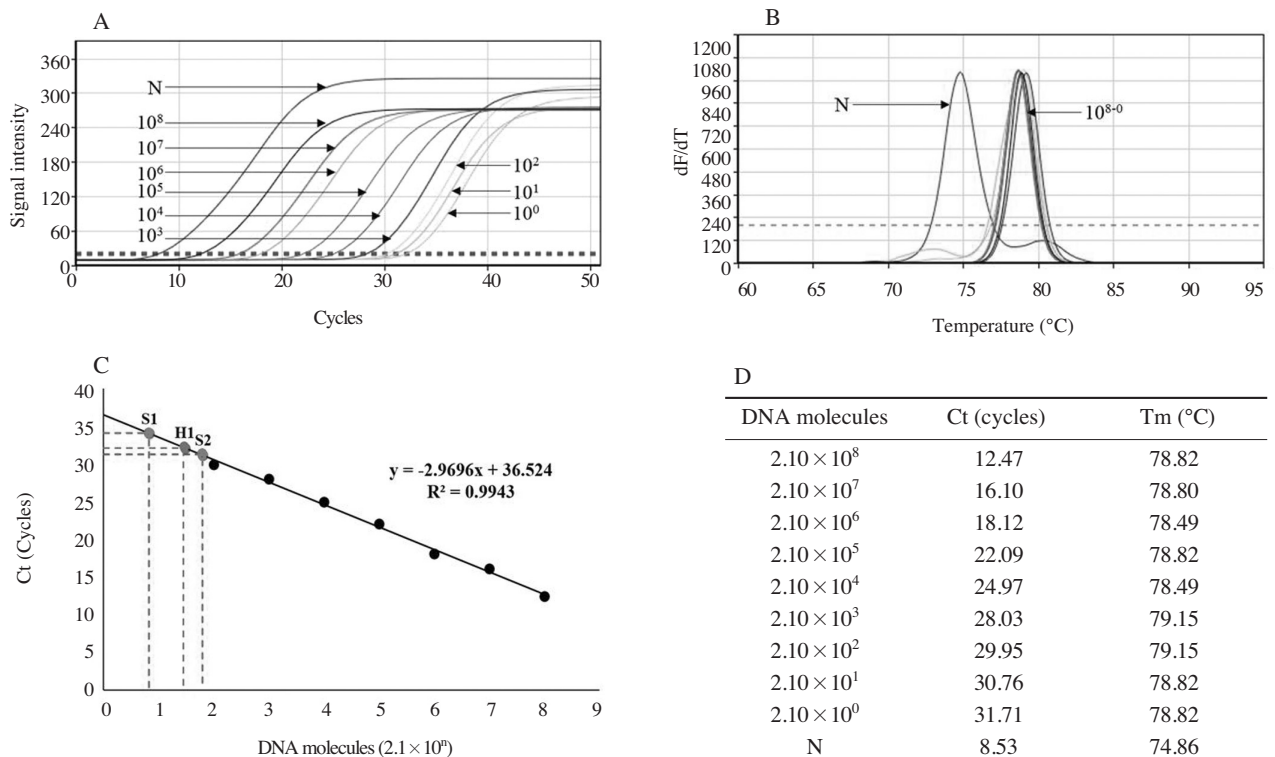 A
Signal intensity
360
300
240
180
120
60
0
N
10⁸
10⁷
10⁶
10⁵
10⁴
10³
10²
10¹
10⁰
0
10
20
30
40
50
Cycles
B
dF/dT
1200
1080
960
840
720
600
480
360
240
120
0
N
10⁸⁻⁰
60
65
70
75
80
85
90
95
Temperature (°C)
C
Ct (Cycles)
40
35
30
25
20
15
10
5
0
S1
H1
S2
y = -2.9696x + 36.524
R² = 0.9943
0
1
2
3
4
5
6
7
8
9
DNA molecules (2.1 × 10ⁿ)
D
DNA molecules Ct (cycles) Tm (°C)
2.10 × 10⁸ 12.47 78.82
2.10 × 10⁷ 16.10 78.80
2.10 × 10⁶ 18.12 78.49
2.10 × 10⁵ 22.09 78.82
2.10 × 10⁴ 24.97 78.49
2.10 × 10³ 28.03 79.15
2.10 × 10² 29.95 79.15
2.10 × 10¹ 30.76 78.82
2.10 × 10⁰ 31.71 78.82
N 8.53 74.86